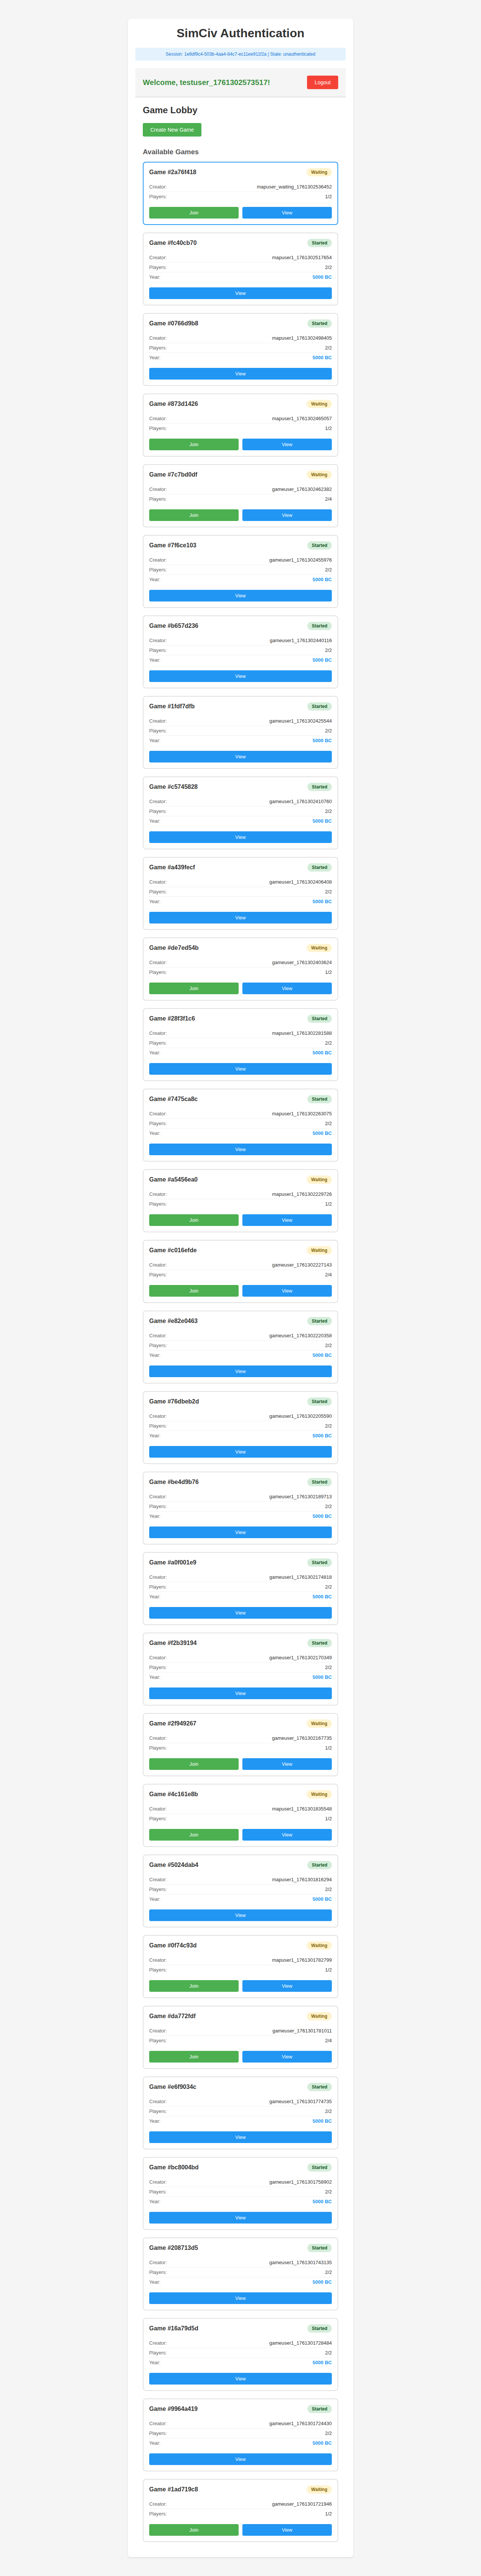 SimCiv Authentication
Welcome, testuser_1761302573517!
Logout
Game Lobby
Create New Game
Available Games
Game #2a76f418 Waiting
Creator: mapuser_waiting_1761302536452
Players: 1/2
Join View
Game #fc40cb70 Started
Creator: mapuser1_1761302517654
Players: 2/2
Year: 5000 BC
View
Game #0766d9b8 Started
Creator: mapuser1_1761302498405
Players: 2/2
Year: 5000 BC
View
Game #873d1426 Waiting
Creator: mapuser_1761302465057
Players: 1/2
Join View
Game #7c7bd0df Waiting
Creator: gameuser_1761302462382
Players: 2/4
Join View
Game #7f6ce103 Started
Creator: gameuser1_1761302455976
Players: 2/2
Year: 5000 BC
View
Game #b657d236 Started
Creator: gameuser1_1761302440116
Players: 2/2
Year: 5000 BC
View
Game #1fdf7dfb Started
Creator: gameuser1_1761302425544
Players: 2/2
Year: 5000 BC
View
Game #c5745828 Started
Creator: gameuser1_1761302410760
Players: 2/2
Year: 5000 BC
View
Game #a439fecf Started
Creator: gameuser1_1761302406408
Players: 2/2
Year: 5000 BC
View
Game #de7ed54b Waiting
Creator: gameuser_1761302403624
Players: 1/2
Join View
Game #28f3f1c6 Started
Creator: mapuser1_1761302281588
Players: 2/2
Year: 5000 BC
View
Game #7475ca8c Started
Creator: mapuser1_1761302263075
Players: 2/2
Year: 5000 BC
View
Game #a5456ea0 Waiting
Creator: mapuser_1761302229726
Players: 1/2
Join View
Game #c016efde Waiting
Creator: gameuser_1761302227143
Players: 2/4
Join View
Game #e82e0463 Started
Creator: gameuser1_1761302220358
Players: 2/2
Year: 5000 BC
View
Game #76dbeb2d Started
Creator: gameuser1_1761302205590
Players: 2/2
Year: 5000 BC
View
Game #be4d9b76 Started
Creator: gameuser1_1761302189713
Players: 2/2
Year: 5000 BC
View
Game #a0f001e9 Started
Creator: gameuser1_1761302174818
Players: 2/2
Year: 5000 BC
View
Game #f2b39194 Started
Creator: gameuser1_1761302170349
Players: 2/2
Year: 5000 BC
View
Game #2f949267 Waiting
Creator: gameuser_1761302167735
Players: 1/2
Join View
Game #4c161e8b Waiting
Creator: mapuser_1761301835548
Players: 1/2
Join View
Game #5024dab4 Started
Creator: mapuser1_1761301816294
Players: 2/2
Year: 5000 BC
View
Game #0f74c93d Waiting
Creator: mapuser_1761301782799
Players: 1/2
Join View
Game #da772fdf Waiting
Creator: gameuser_1761301781011
Players: 2/4
Join View
Game #e6f9034c Started
Creator: gameuser1_1761301774735
Players: 2/2
Year: 5000 BC
View
Game #bc8004bd Started
Creator: gameuser1_1761301758902
Players: 2/2
Year: 5000 BC
View
Game #208713d5 Started
Creator: gameuser1_1761301743135
Players: 2/2
Year: 5000 BC
View
Game #16a79d5d Started
Creator: gameuser1_1761301728484
Players: 2/2
Year: 5000 BC
View
Game #9964a419 Started
Creator: gameuser1_1761301724430
Players: 2/2
Year: 5000 BC
View
Game #1ad719c8 Waiting
Creator: gameuser_1761301721946
Players: 1/2
Join View